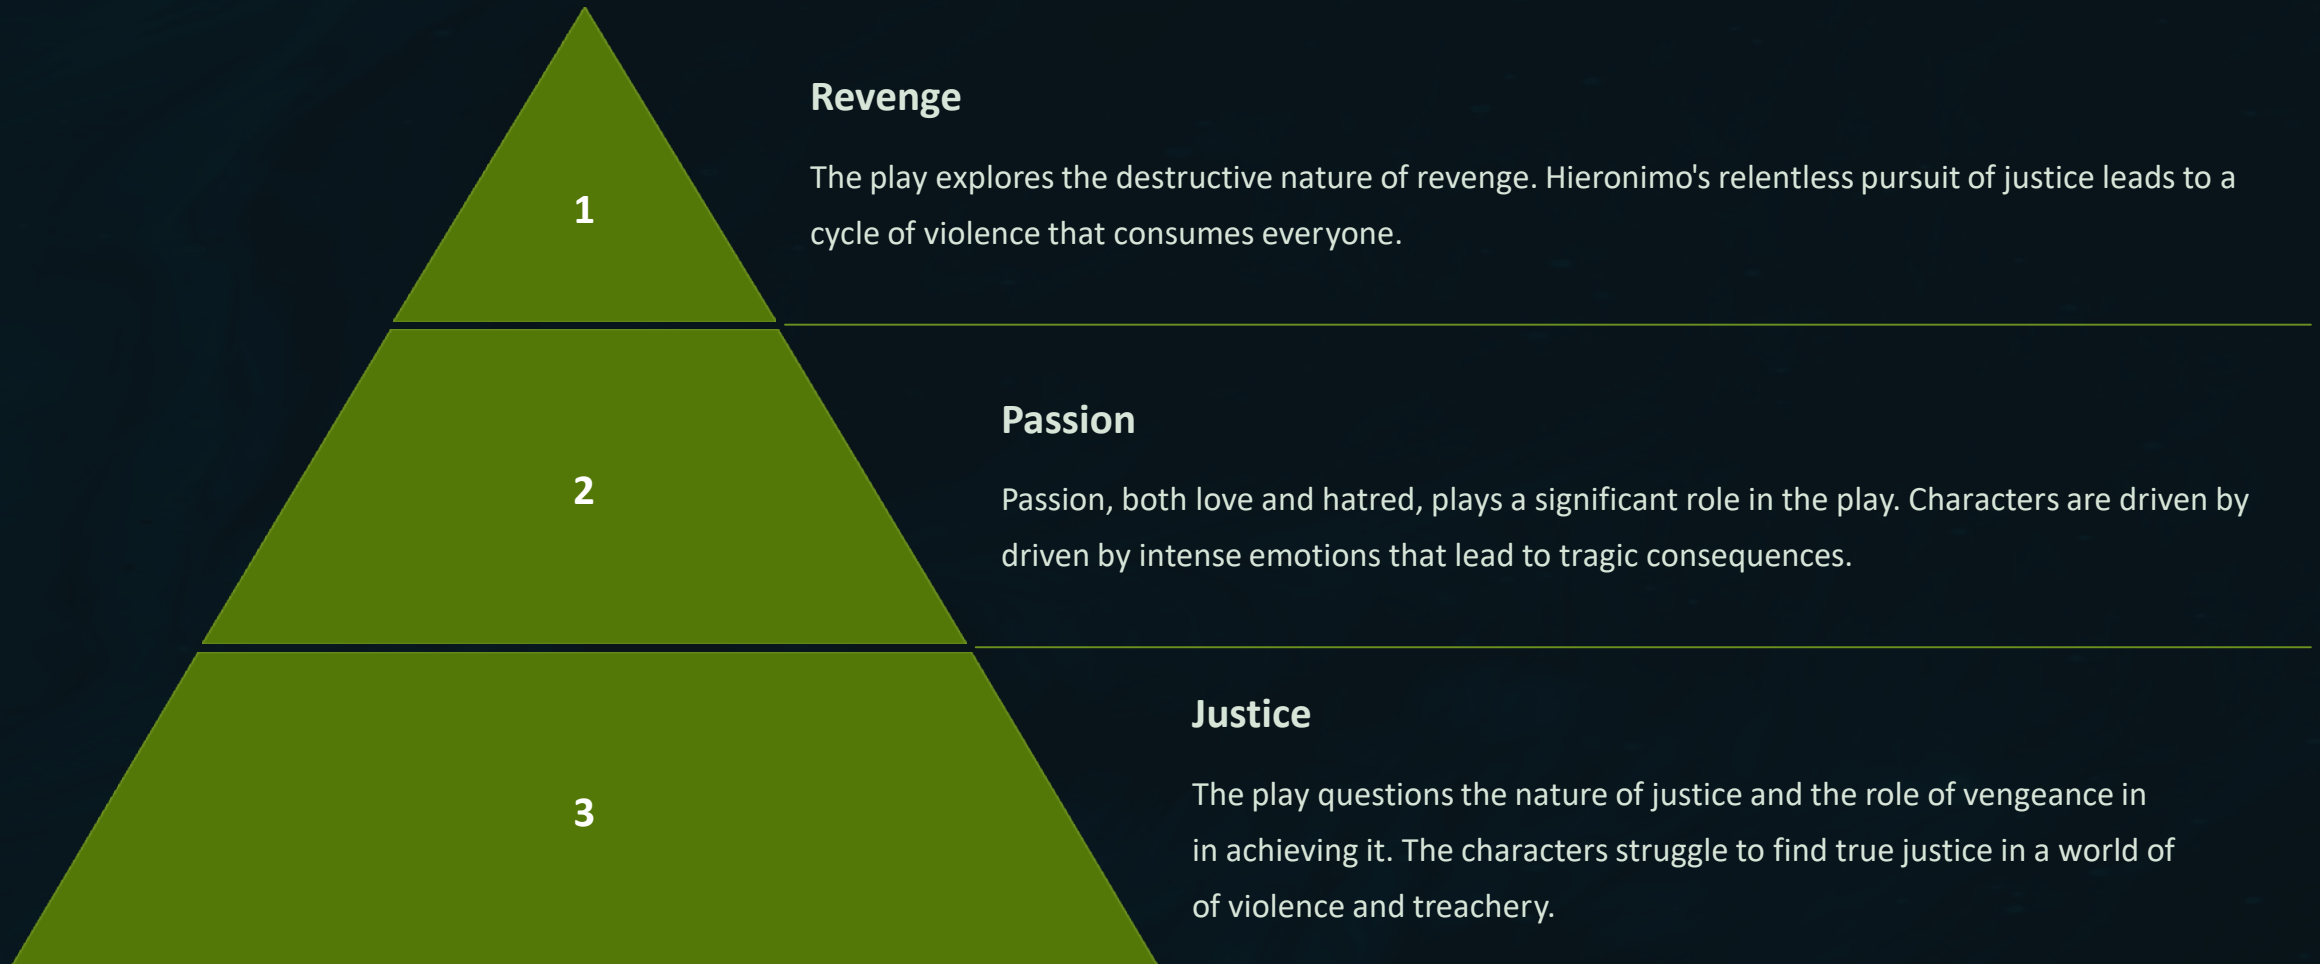 Revenge
The play explores the destructive nature of revenge. Hieronimo's relentless pursuit of justice leads to a
cycle of violence that consumes everyone.
1
Passion
Passion, both love and hatred, plays a significant role in the play. Characters are driven by
driven by intense emotions that lead to tragic consequences.
2
Justice
The play questions the nature of justice and the role of vengeance in
in achieving it. The characters struggle to find true justice in a world of
of violence and treachery.
3